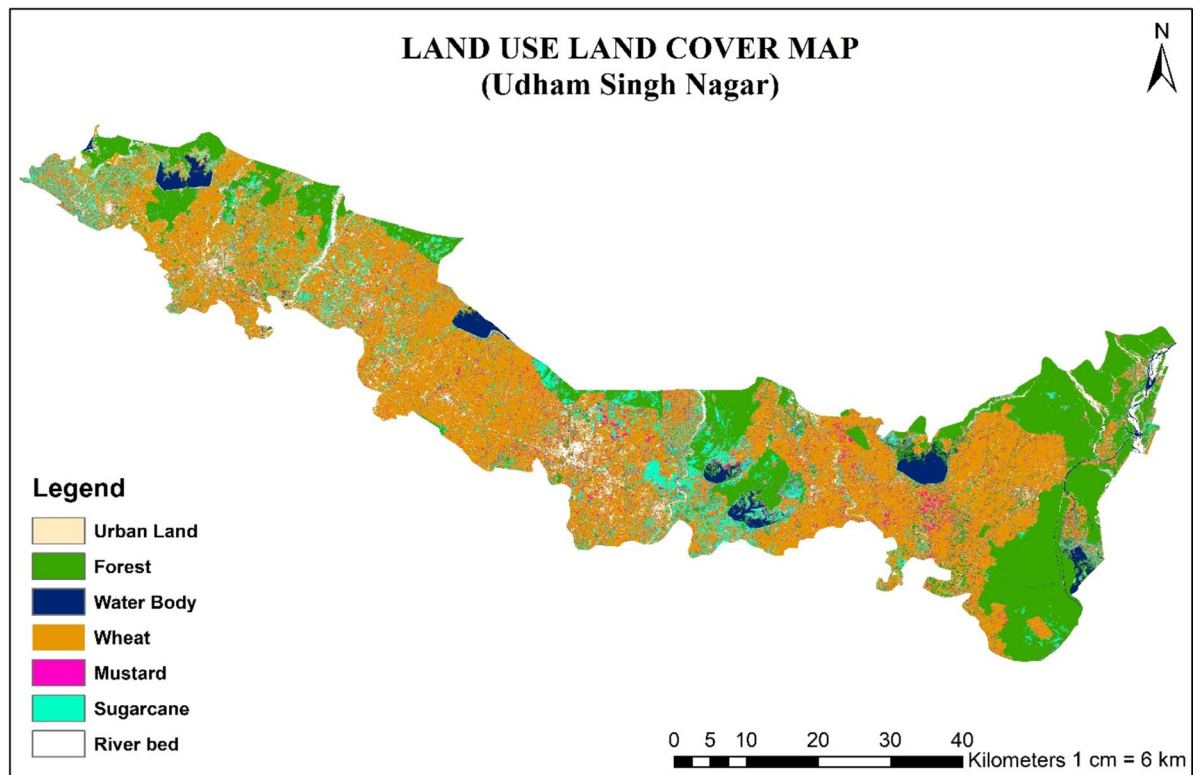 LAND USE LAND COVER MAP
(Udham Singh Nagar)
N
Legend
Urban Land
Forest
Water Body
Wheat
Mustard
Sugarcane
River bed
0 5 10 20 30 40
Kilometers 1 cm = 6 km